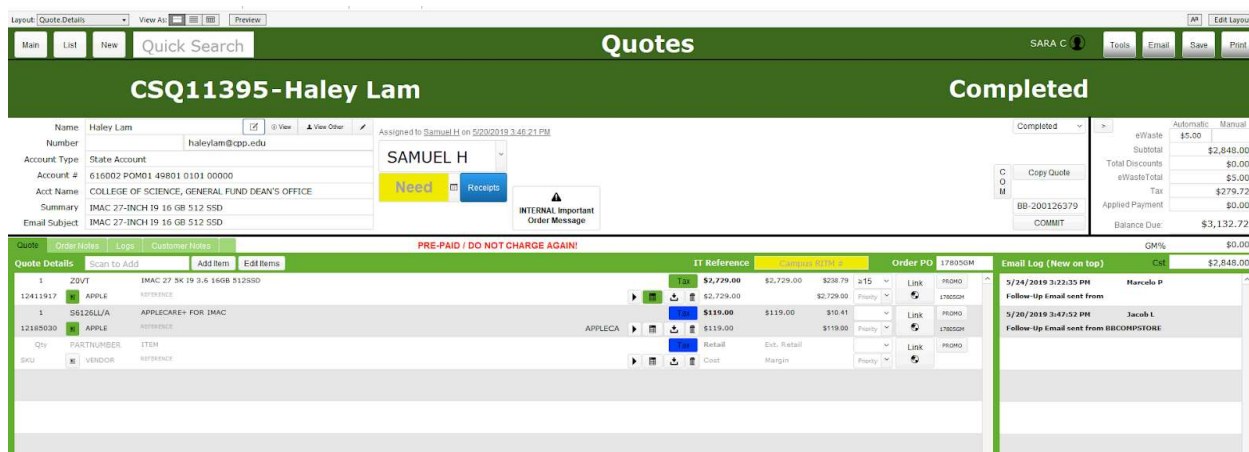 Layout: Quote.Details View As: Preview Aª Edit Layou
Main List New Quick Search Quotes SARA C Tools Email Save Print
CSQ11395-Haley Lam Completed
Name Haley Lam View View Other Assigned to Samuel H on 5/20/2019 3:46:21 PM Completed > Automatic Manual
Number haleylam@cpp.edu eWaste $5.00
Account Type State Account SAMUEL H Subtotal $2,848.00
Account # 616002 POM01 49801 0101 00000 Total Discounts $0.00
Acct Name COLLEGE OF SCIENCE, GENERAL FUND DEAN'S OFFICE Need Receipts COM Copy Quote eWasteTotal $5.00
Summary IMAC 27-INCH I9 16 GB 512 SSD INTERNAL Important BB-200126379 Tax $279.72
Email Subject IMAC 27-INCH I9 16 GB 512 SSD Order Message COMMIT Applied Payment $0.00
Balance Due: $3,132.72
Quote Order Notes Logs Customer Notes PRE-PAID / DO NOT CHARGE AGAIN! GM% $0.00
Quote Details Scan to Add Add Item Edit Items IT Reference Campus RITM # Order PO 17805GM Email Log (New on top) Cst $2,848.00
1 Z0VT IMAC 27 5K I9 3.6 16GB 512SSD Tax $2,729.00 $2,729.00 $238.79 ≥15 Link PROMO 5/24/2019 3:22:35 PM Marcelo P
12411917 APPLE REFERENCE $2,729.00 $2,729.00 Priority 17805GM Follow-Up Email sent from
1 S6126LL/A APPLECARE+ FOR IMAC Tax $119.00 $119.00 $10.41 Link PROMO 5/20/2019 3:47:52 PM Jacob L
12185030 APPLE REFERENCE APPLECA $119.00 $119.00 Priority 17805GM Follow-Up Email sent from BBCOMPSTORE
Qty PARTNUMBER ITEM Tax Retail Ext. Retail Link PROMO
SKU VENDOR REFERENCE Cost Margin Priority